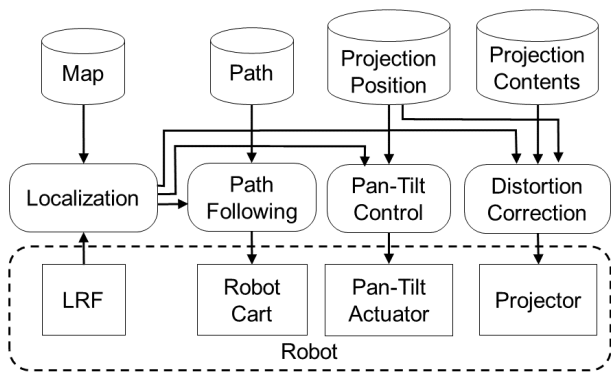 Map
Path
Projection
Position
Projection
Contents
Localization
Path
Following
Pan-Tilt
Control
Distortion
Correction
LRF
Robot
Cart
Pan-Tilt
Actuator
Projector
Robot